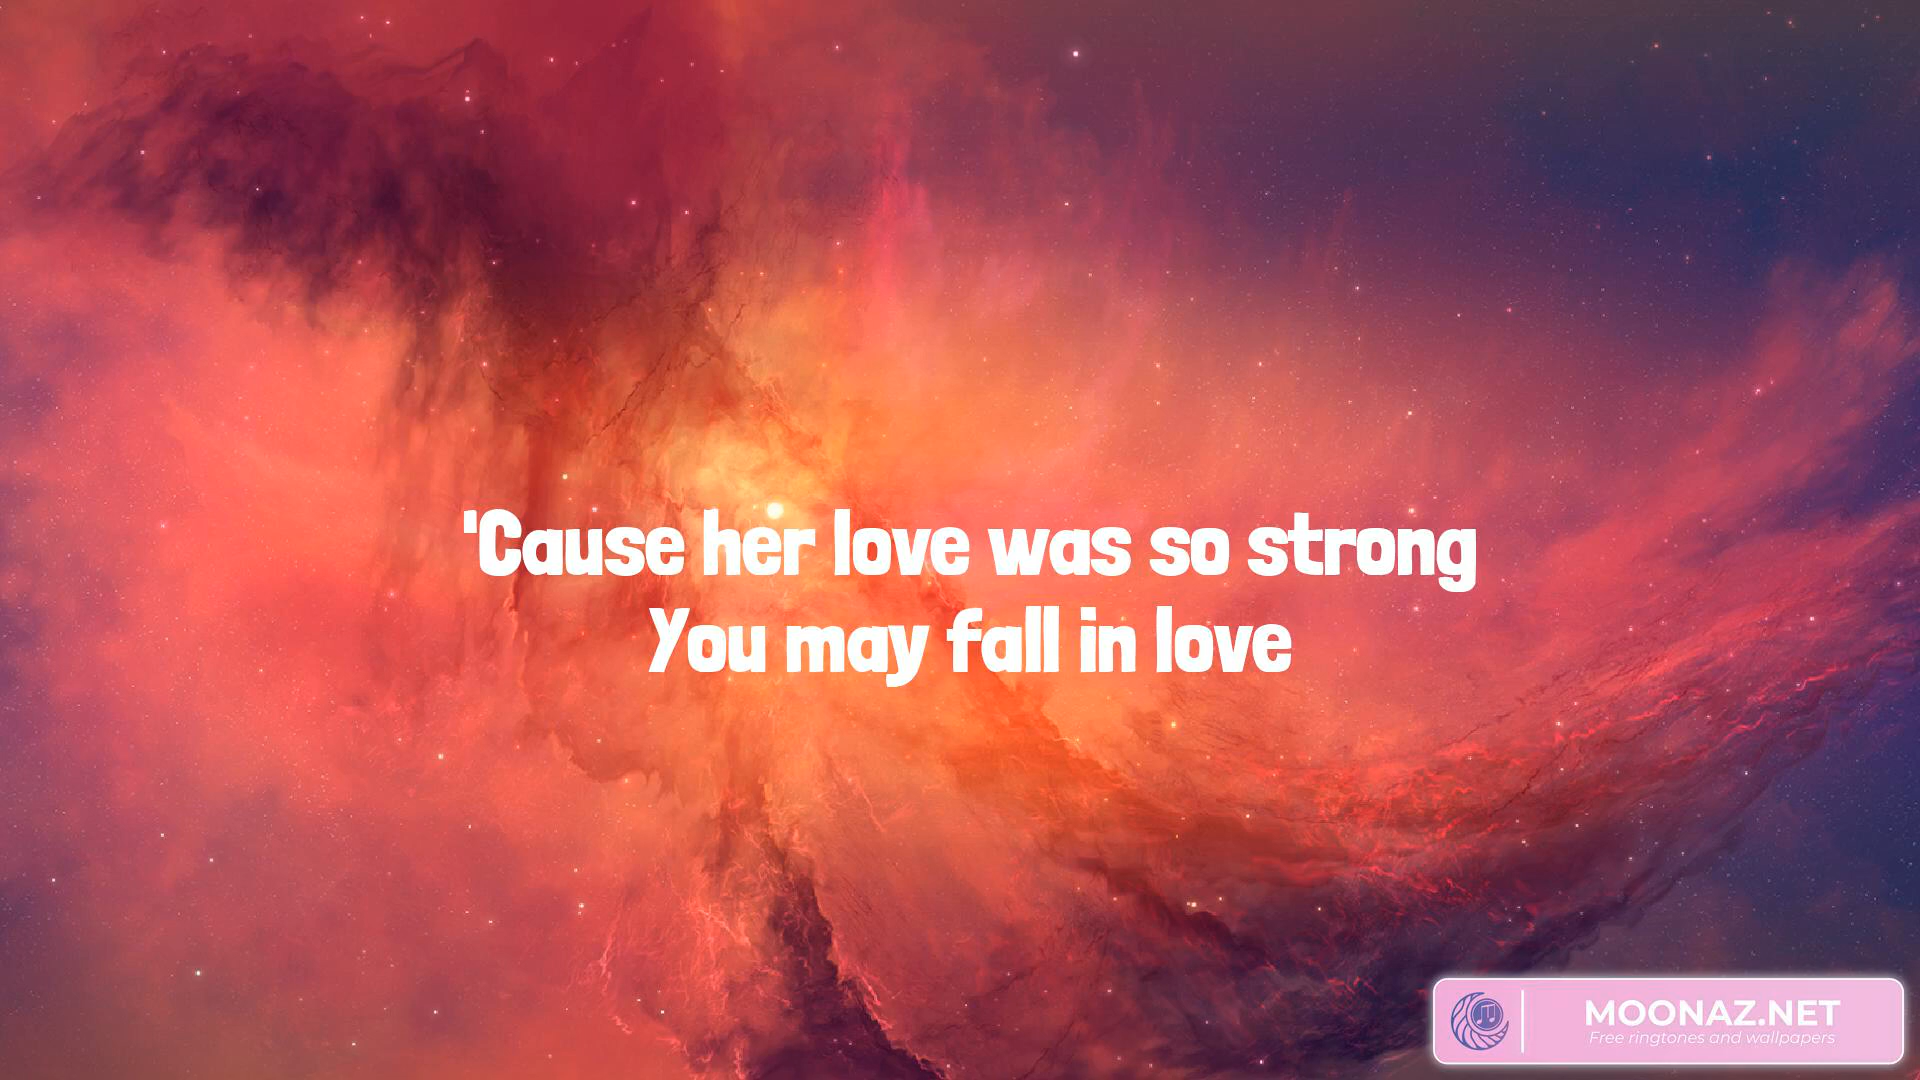 'Cause her love was so strong
You may fall in love
MOONAZ.NET
Free ringtones and wallpapers